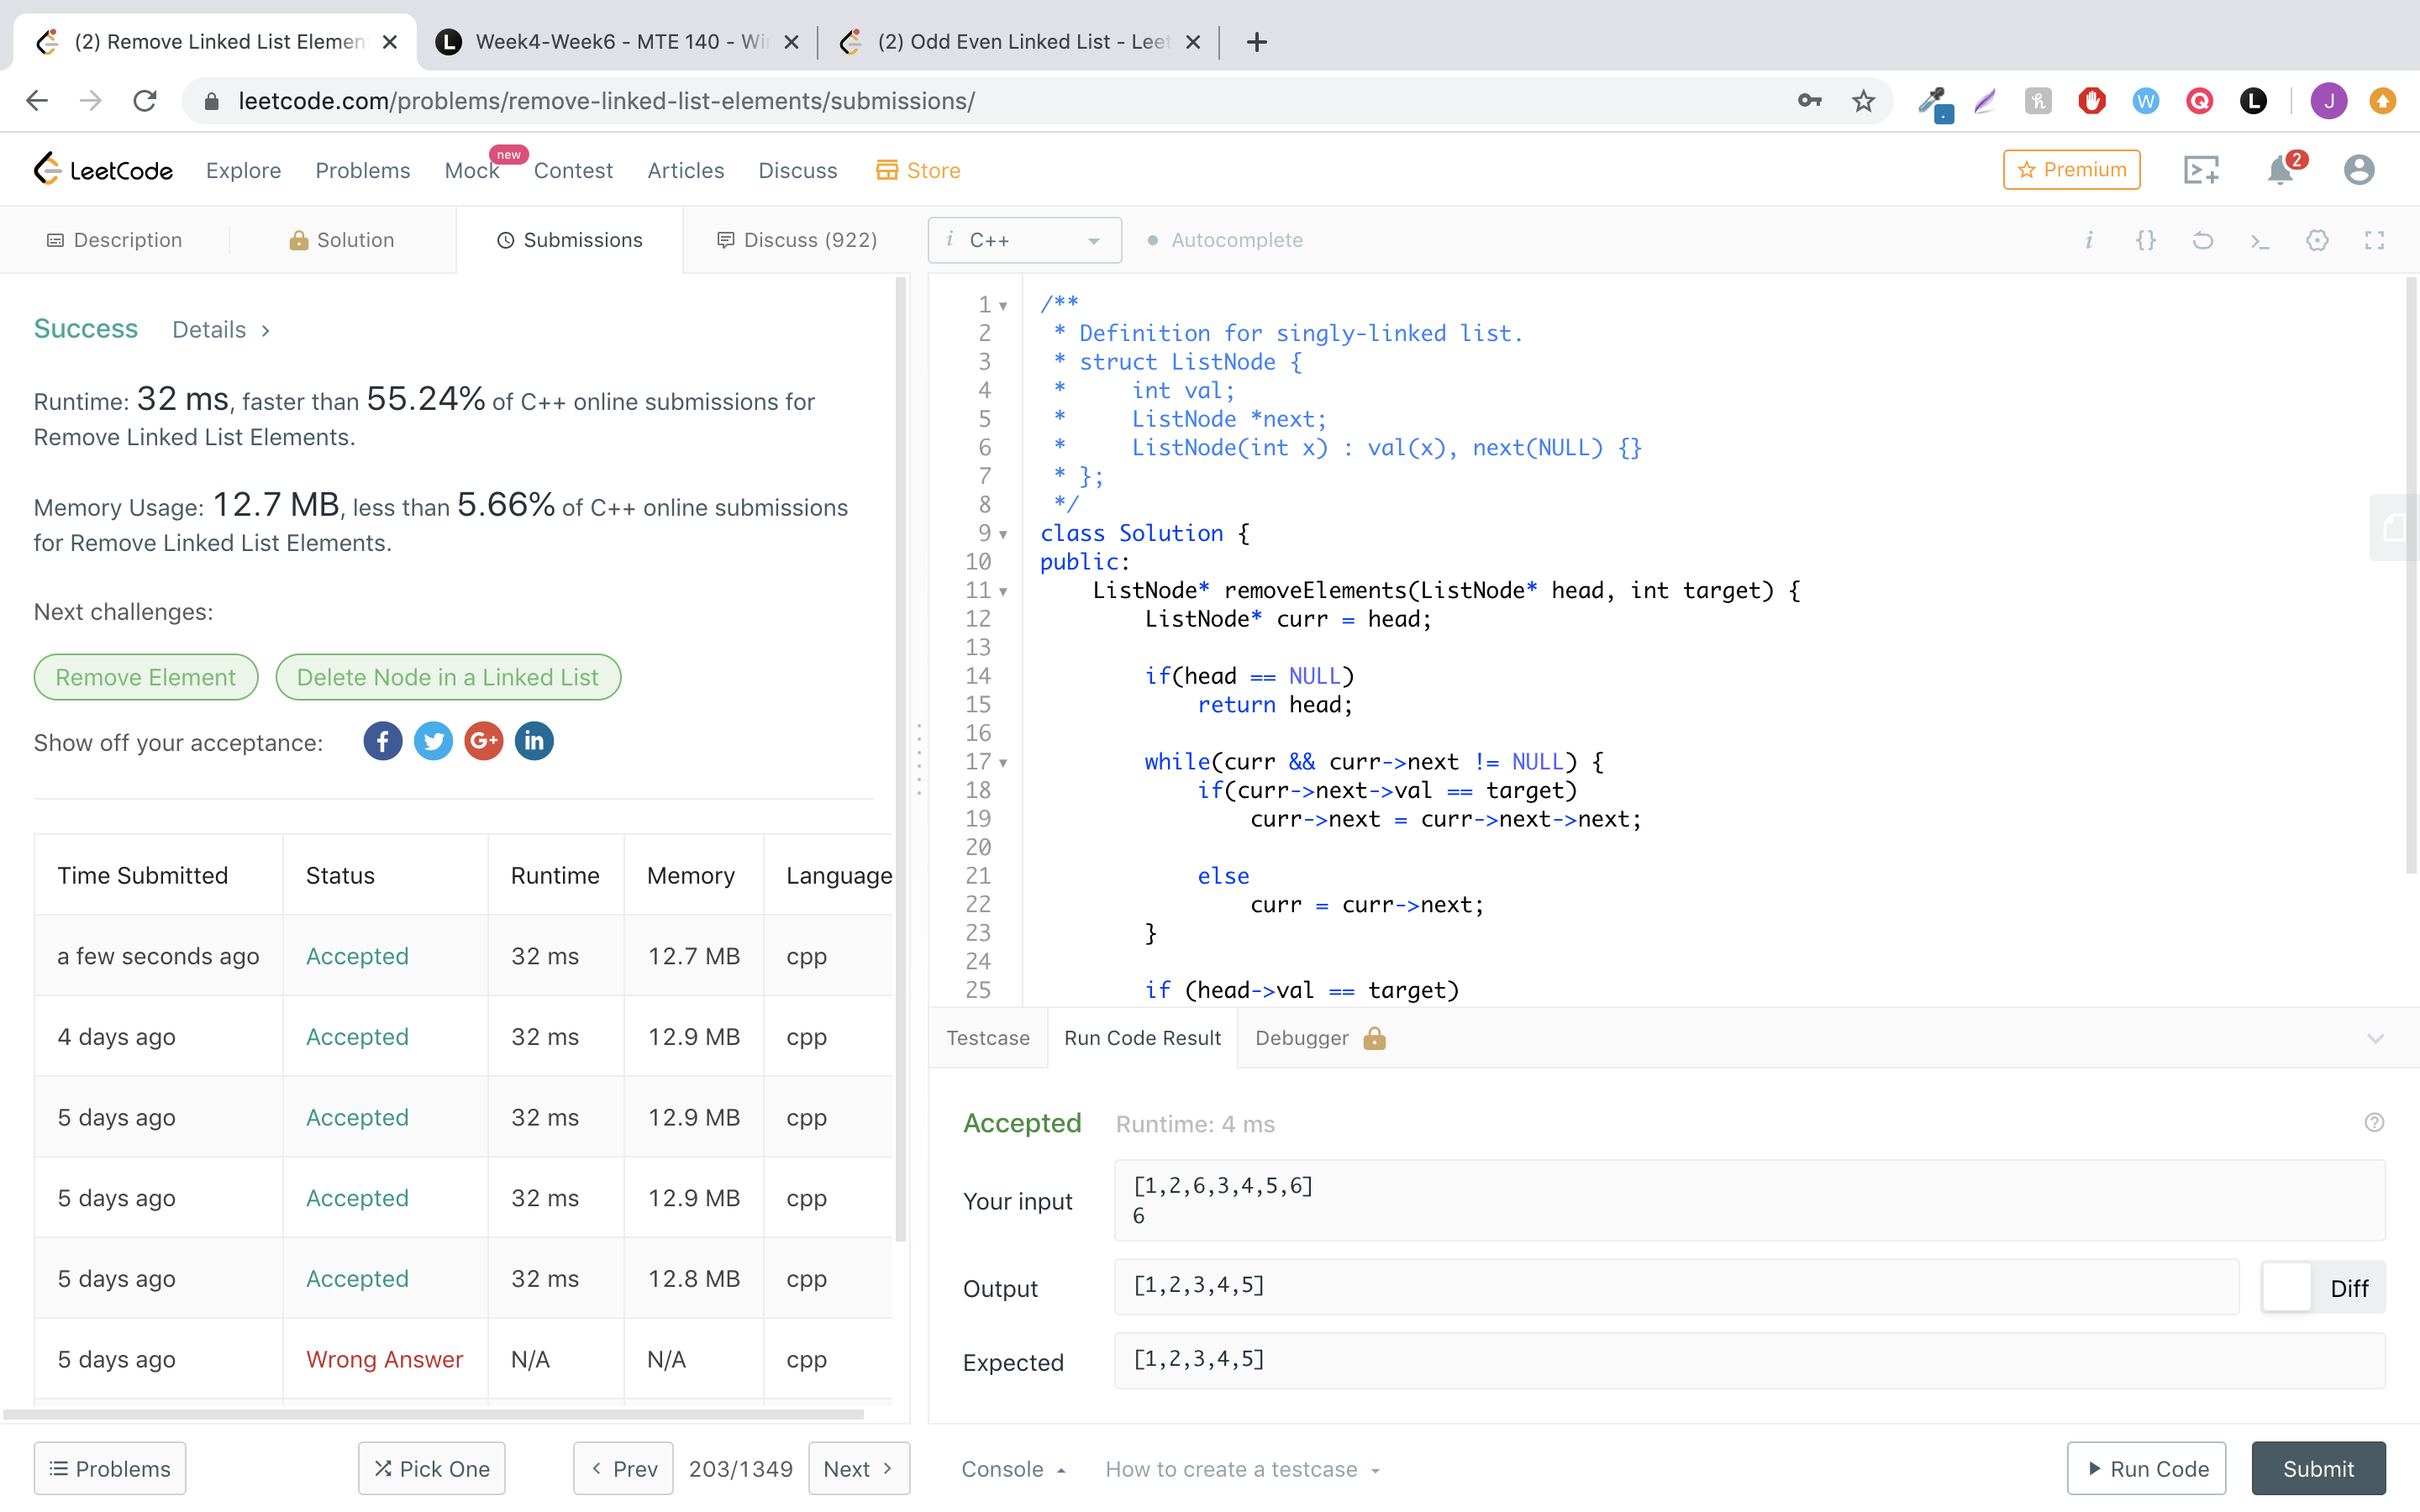 (2) Remove Linked List Elemen
Week4-Week6 - MTE 140 - Wi
(2) Odd Even Linked List - Leet
leetcode.com/problems/remove-linked-list-elements/submissions/
LeetCode
Explore
Problems
Mock
new
Contest
Articles
Discuss
Store
Premium
2
Description
Solution
Submissions
Discuss (922)
i C++
Autocomplete
Success Details >
Runtime: 32 ms, faster than 55.24% of C++ online submissions for
Remove Linked List Elements.
Memory Usage: 12.7 MB, less than 5.66% of C++ online submissions
for Remove Linked List Elements.
Next challenges:
Remove Element
Delete Node in a Linked List
Show off your acceptance:
Time Submitted Status Runtime Memory Language
a few seconds ago Accepted 32 ms 12.7 MB cpp
4 days ago Accepted 32 ms 12.9 MB cpp
5 days ago Accepted 32 ms 12.9 MB cpp
5 days ago Accepted 32 ms 12.9 MB cpp
5 days ago Accepted 32 ms 12.8 MB cpp
5 days ago Wrong Answer N/A N/A cpp
Problems
Pick One
Prev
203/1349
Next
1 /**
2 * Definition for singly-linked list.
3 * struct ListNode {
4 * int val;
5 * ListNode *next;
6 * ListNode(int x) : val(x), next(NULL) {}
7 * };
8 */
9 class Solution {
10 public:
11 ListNode* removeElements(ListNode* head, int target) {
12 ListNode* curr = head;
13
14 if(head == NULL)
15 return head;
16
17 while(curr && curr->next != NULL) {
18 if(curr->next->val == target)
19 curr->next = curr->next->next;
20
21 else
22 curr = curr->next;
23 }
24
25 if (head->val == target)
Testcase
Run Code Result
Debugger
Accepted Runtime: 4 ms
Your input
[1,2,6,3,4,5,6]
6
Output
[1,2,3,4,5]
Diff
Expected
[1,2,3,4,5]
Console
How to create a testcase
Run Code
Submit